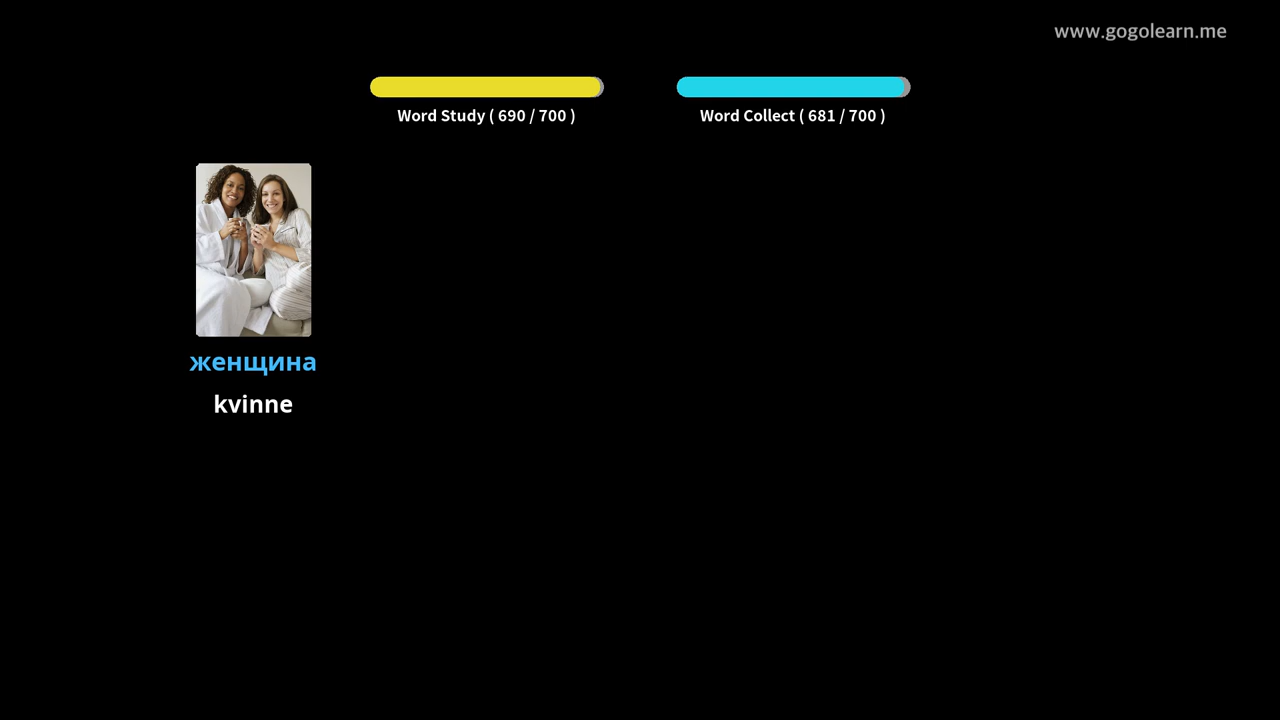 www.gogolearn.me
Word Study ( 690 / 700 )
Word Collect ( 681 / 700 )
женщина
kvinne